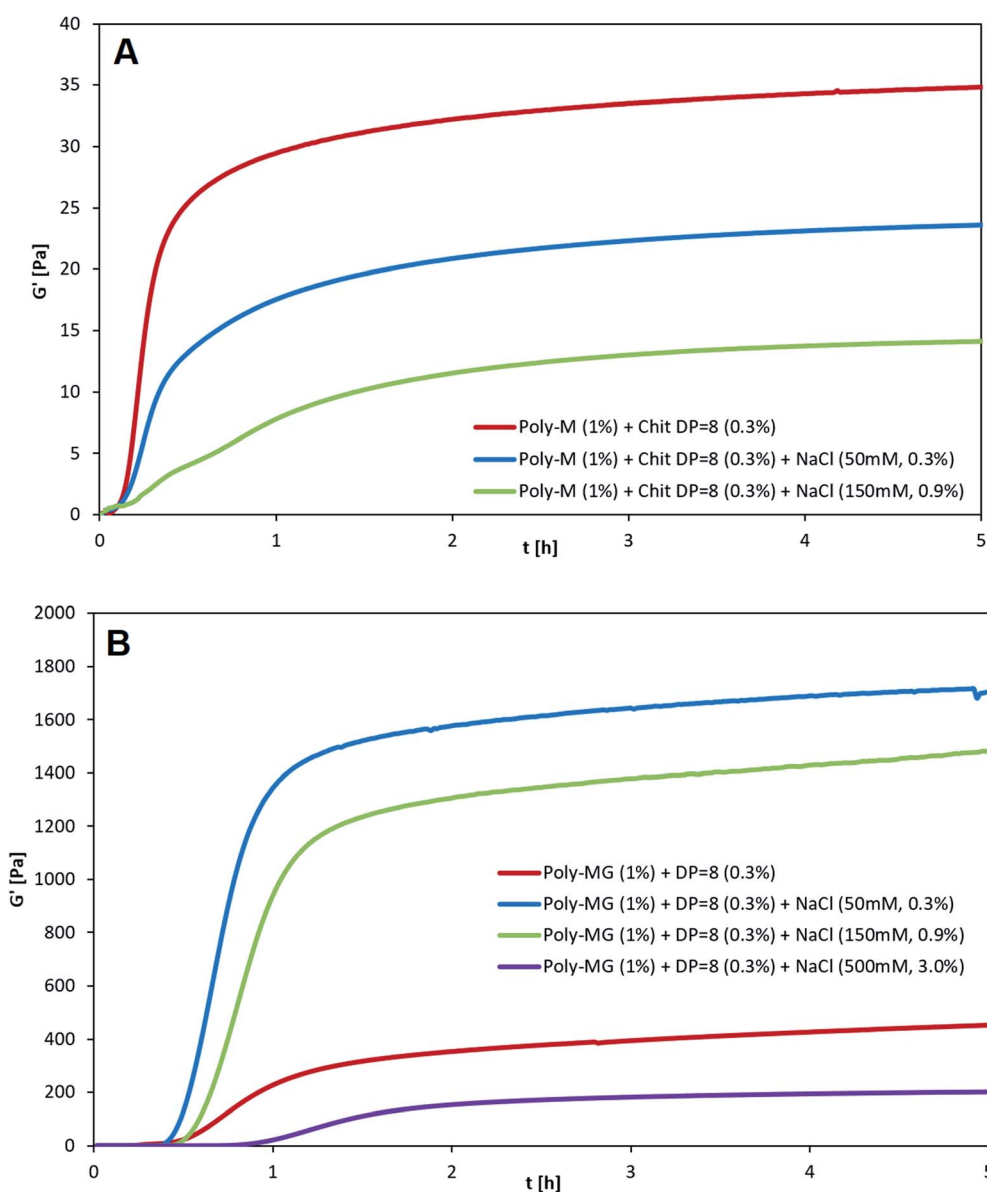 A
40
35
30
25
20
15
10
5
0
G' [Pa]
Poly-M (1%) + Chit DP=8 (0.3%)
Poly-M (1%) + Chit DP=8 (0.3%) + NaCl (50mM, 0.3%)
Poly-M (1%) + Chit DP=8 (0.3%) + NaCl (150mM, 0.9%)
0 1 2 3 4 5
t [h]
B
2000
1800
1600
1400
1200
1000
800
600
400
200
0
G' [Pa]
Poly-MG (1%) + DP=8 (0.3%)
Poly-MG (1%) + DP=8 (0.3%) + NaCl (50mM, 0.3%)
Poly-MG (1%) + DP=8 (0.3%) + NaCl (150mM, 0.9%)
Poly-MG (1%) + DP=8 (0.3%) + NaCl (500mM, 3.0%)
0 1 2 3 4 5
t [h]